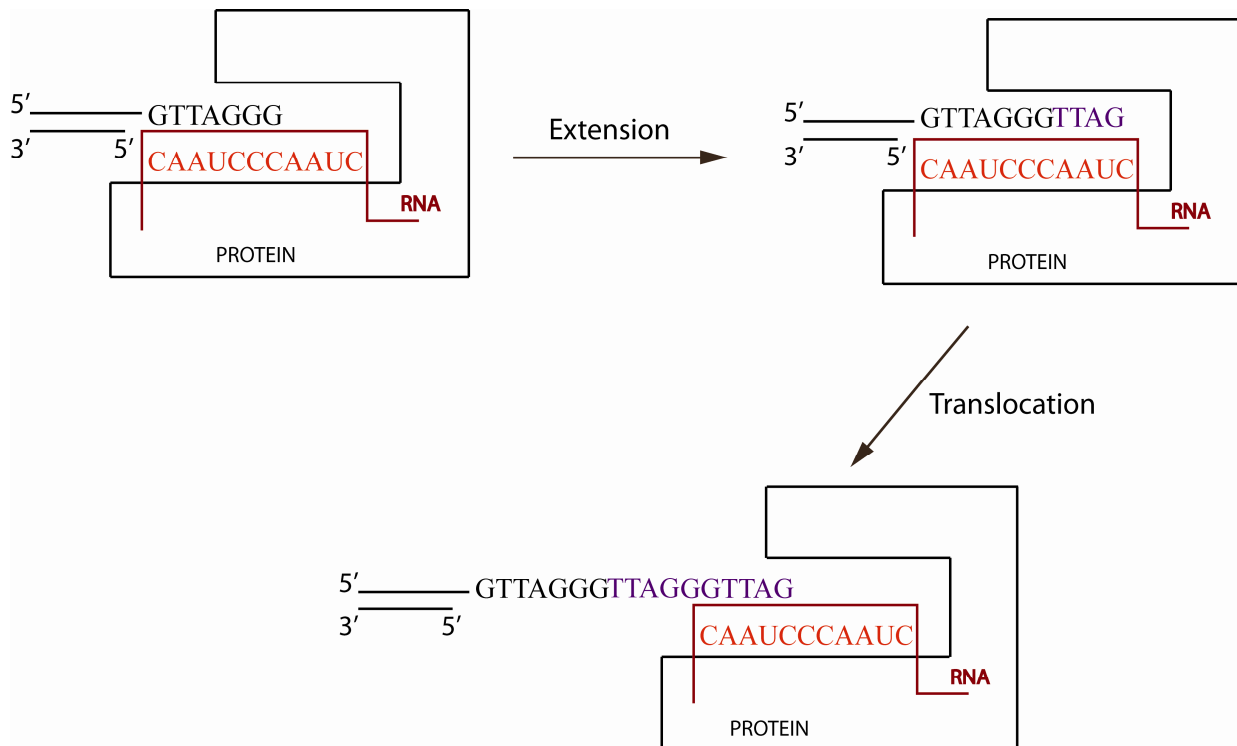 5′ GTTAGGG
3′ 5′ CAAUCCCAAUC
RNA
PROTEIN
Extension
5′ GTTAGGGTTAG
3′ 5′ CAAUCCCAAUC
RNA
PROTEIN
Translocation
5′ GTTAGGGTTAGGGTTAG
3′ 5′ CAAUCCCAAUC
RNA
PROTEIN